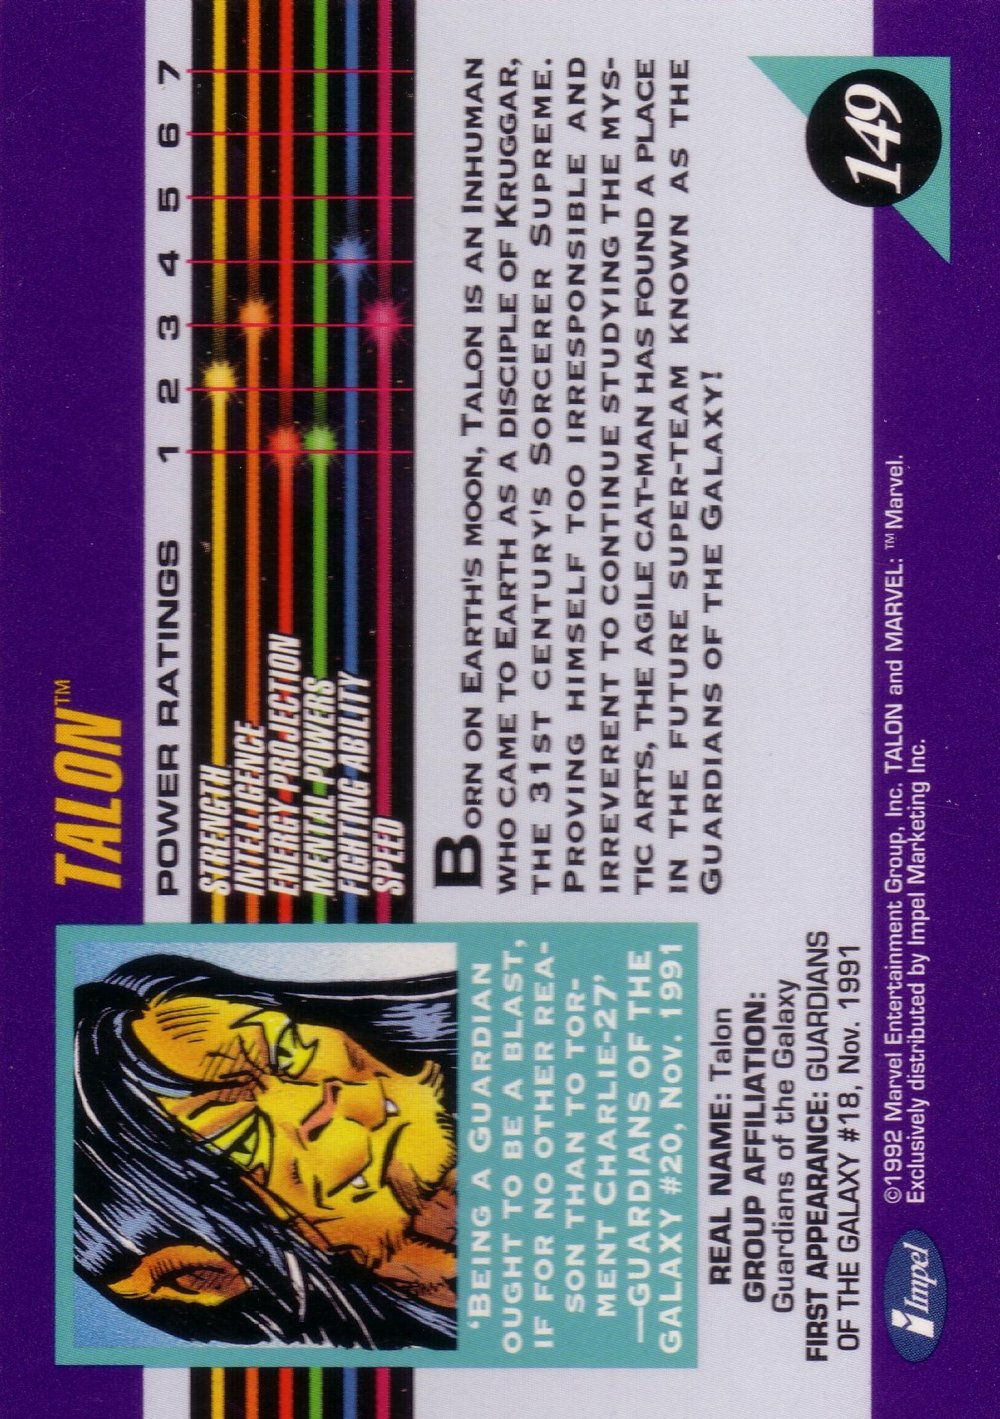 TALON™
POWER RATINGS 1 2 3 4 5 6 7
STRENGTH
INTELLIGENCE
ENERGY PROJECTION
MENTAL POWERS
FIGHTING ABILITY
SPEED
BORN ON EARTH'S MOON, TALON IS AN INHUMAN
WHO CAME TO EARTH AS A DISCIPLE OF KRUGGAR,
THE 31ST CENTURY'S SORCERER SUPREME.
PROVING HIMSELF TOO IRRESPONSIBLE AND
IRREVERENT TO CONTINUE STUDYING THE MYS-
TIC ARTS, THE AGILE CAT-MAN HAS FOUND A PLACE
IN THE FUTURE SUPER-TEAM KNOWN AS THE
GUARDIANS OF THE GALAXY!
'BEING A GUARDIAN
OUGHT TO BE A BLAST,
IF FOR NO OTHER REA-
SON THAN TO TOR-
MENT CHARLIE-27'
—GUARDIANS OF THE
GALAXY #20, NOV. 1991
REAL NAME: Talon
GROUP AFFILIATION:
Guardians of the Galaxy
FIRST APPEARANCE: GUARDIANS
OF THE GALAXY #18, Nov. 1991
149
Impel
©1992 Marvel Entertainment Group, Inc. TALON and MARVEL: ™ Marvel.
Exclusively distributed by Impel Marketing Inc.